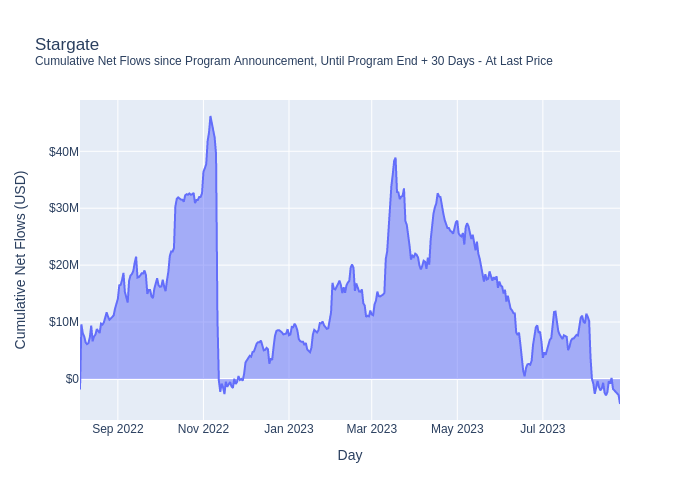 Stargate
Cumulative Net Flows since Program Announcement, Until Program End + 30 Days - At Last Price
Cumulative Net Flows (USD)
$40M
$30M
$20M
$10M
$0
Sep 2022
Nov 2022
Jan 2023
Mar 2023
May 2023
Jul 2023
Day